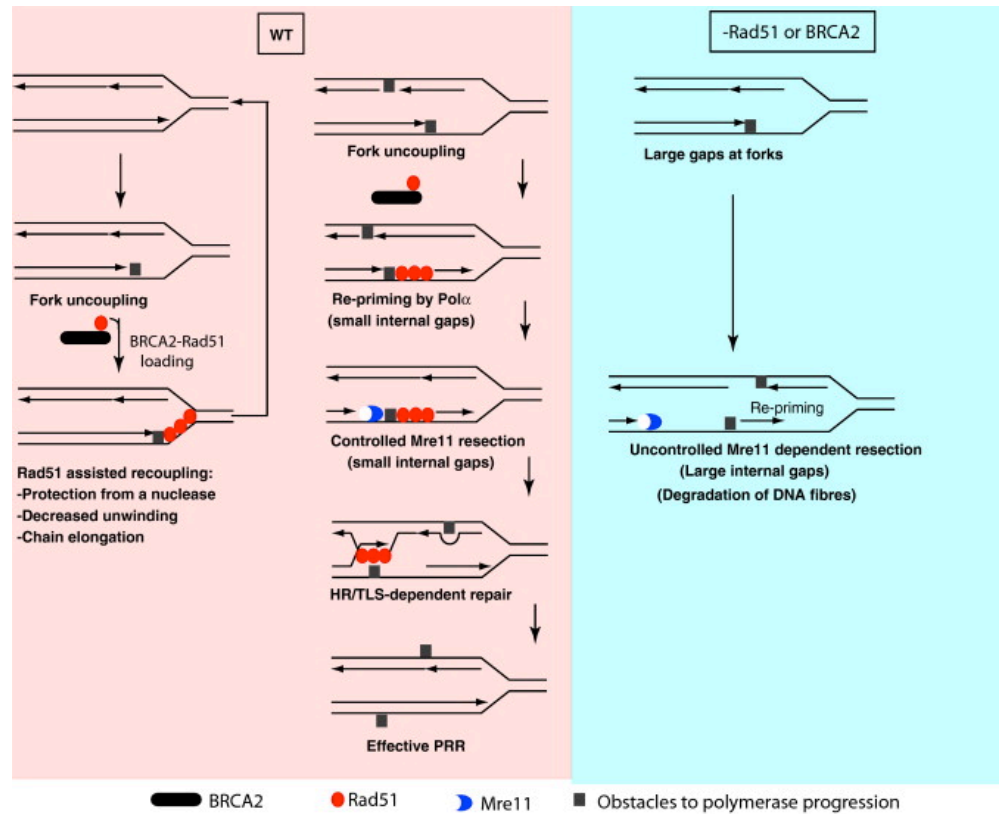 WT
-Rad51 or BRCA2
Fork uncoupling
BRCA2-Rad51
loading
Rad51 assisted recoupling:
-Protection from a nuclease
-Decreased unwinding
-Chain elongation
Fork uncoupling
Re-priming by Polα
(small internal gaps)
Controlled Mre11 resection
(small internal gaps)
HR/TLS-dependent repair
Effective PRR
Large gaps at forks
Re-priming
Uncontrolled Mre11 dependent resection
(Large internal gaps)
(Degradation of DNA fibres)
BRCA2
Rad51
Mre11
Obstacles to polymerase progression